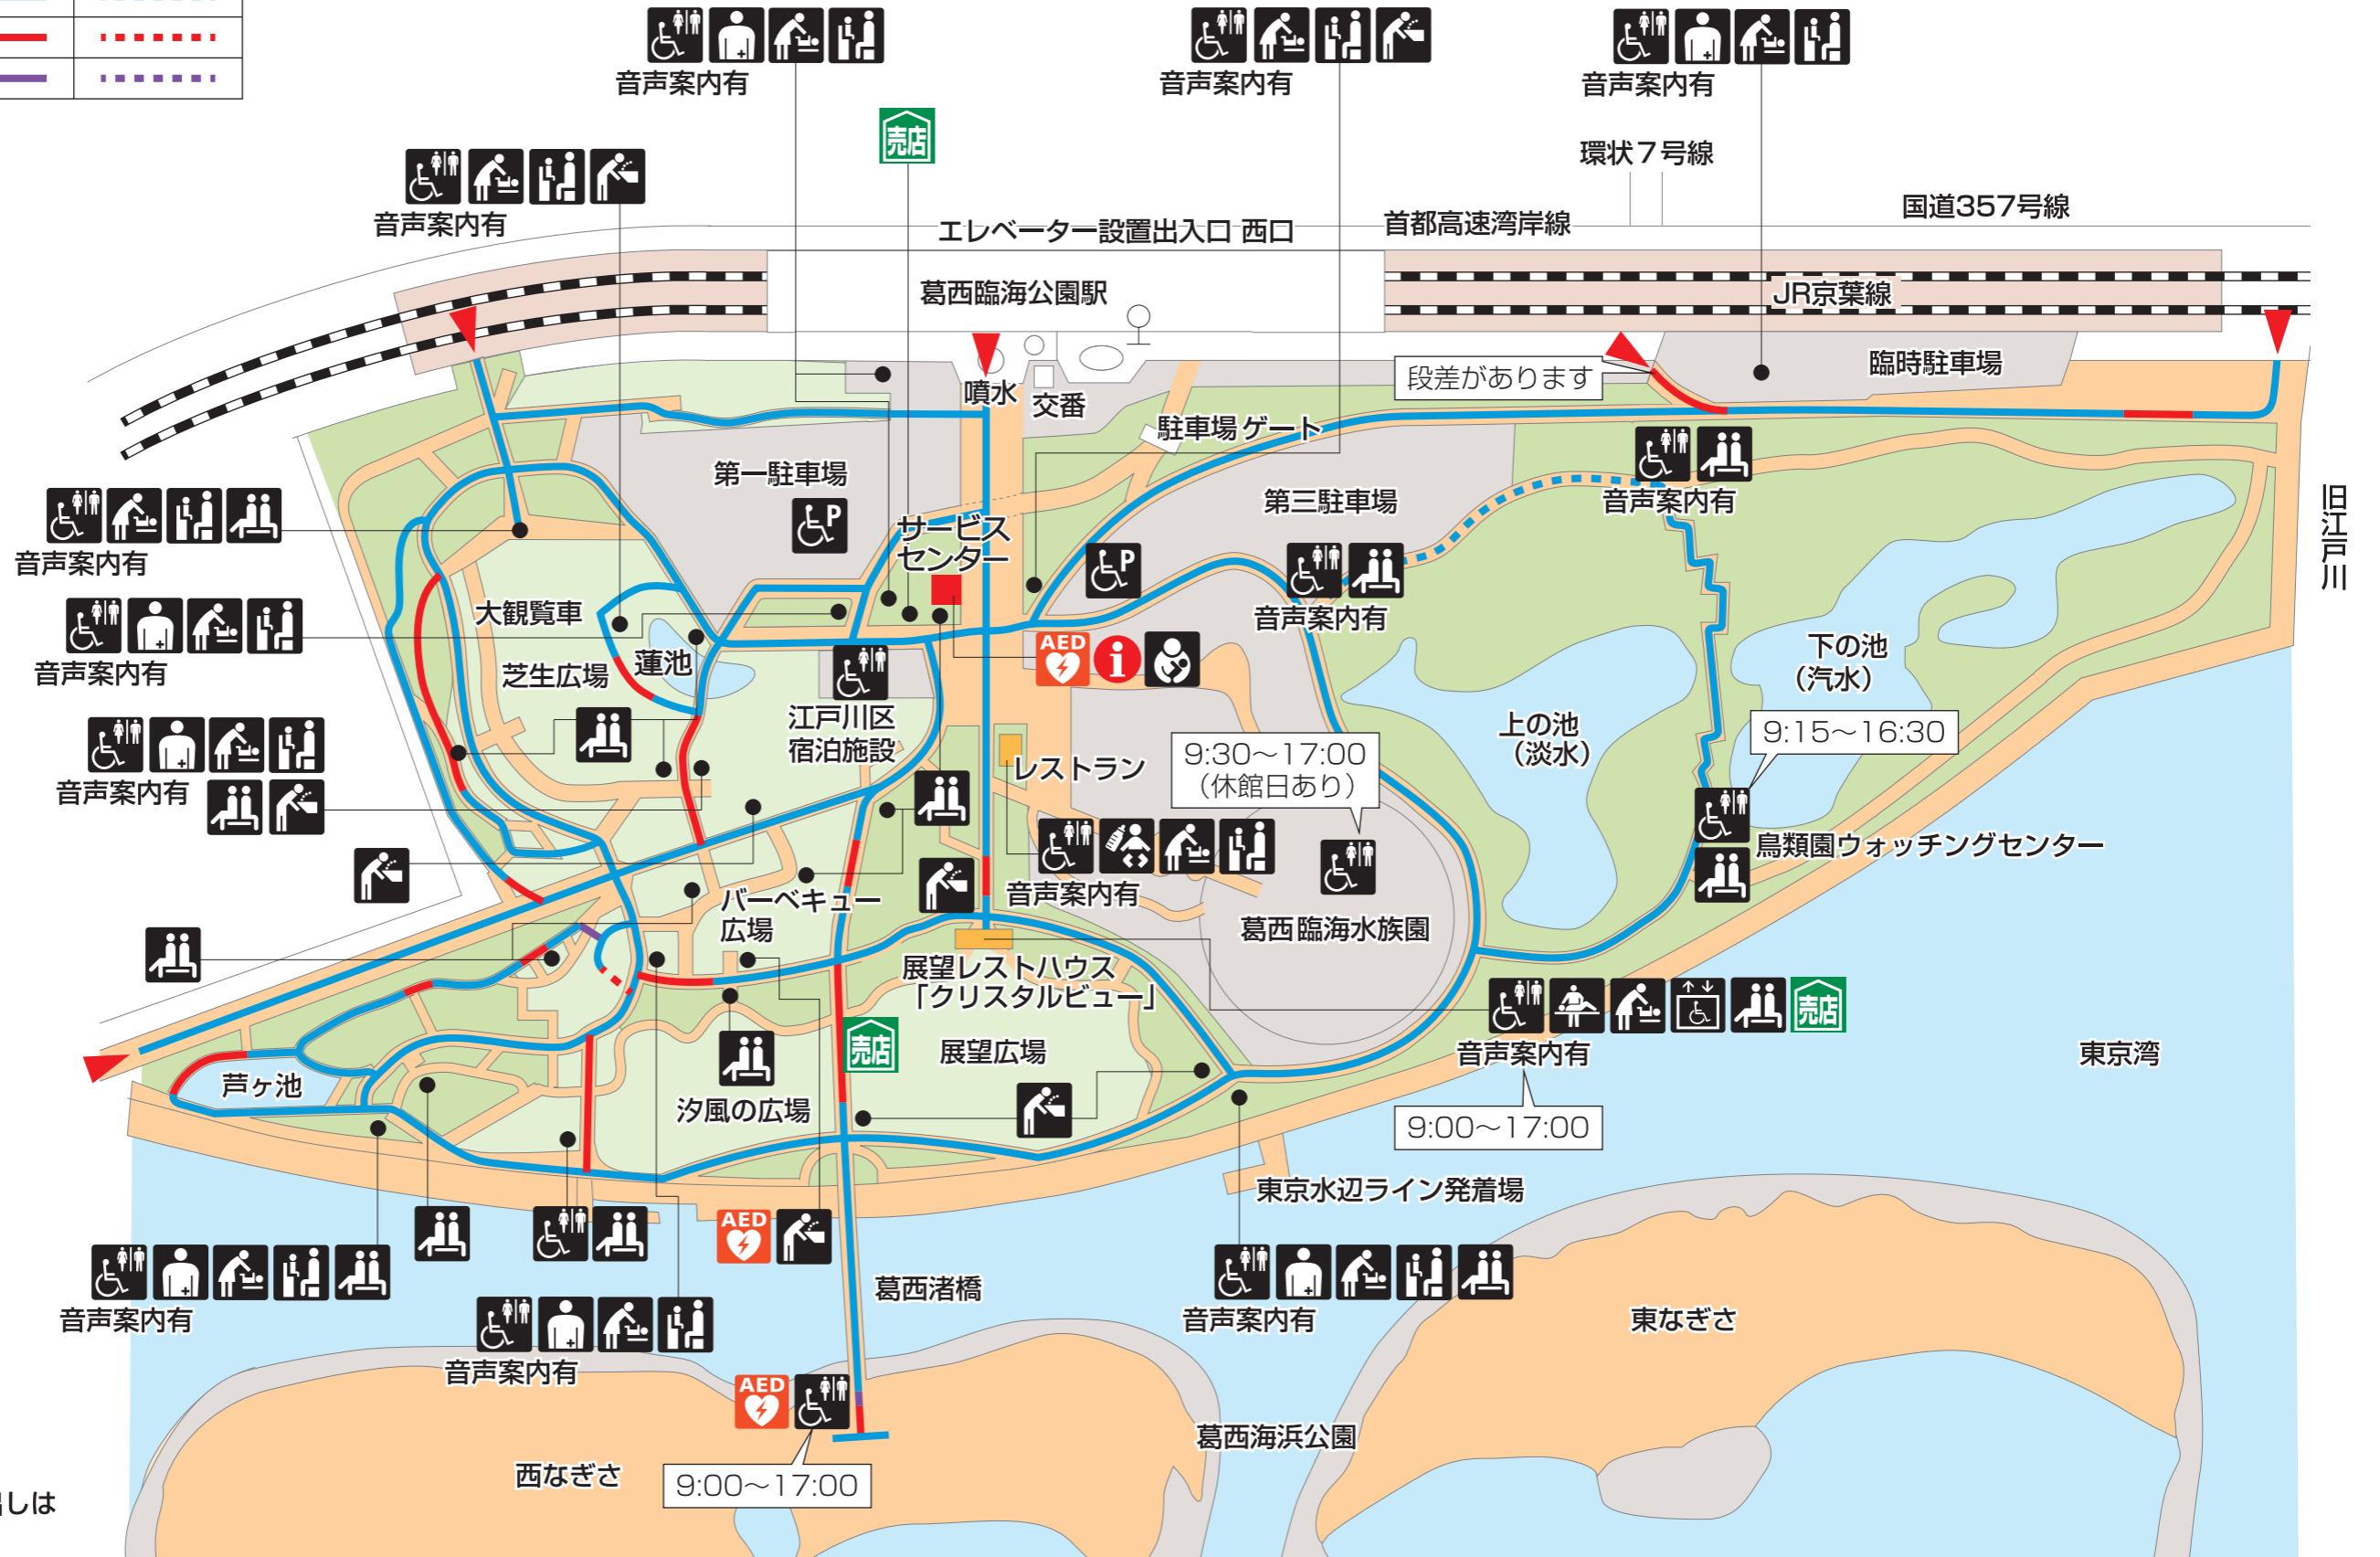 音声案内有
音声案内有
音声案内有
売店
環状7号線
音声案内有
国道357号線
首都高速湾岸線
エレベーター設置出入口 西口
葛西臨海公園駅
JR京葉線
臨時駐車場
段差があります
噴水
交番
駐車場 ゲート
第一駐車場
P
第三駐車場
音声案内有
旧江戸川
サービス
センター
P
音声案内有
音声案内有
大観覧車
音声案内有
蓮池
芝生広場
AED
i
下の池
(汽水)
江戸川区
宿泊施設
上の池
(淡水)
9:15〜16:30
9:30〜17:00
(休館日あり)
レストラン
音声案内有
鳥類園ウォッチングセンター
音声案内有
バーベキュー
広場
葛西臨海水族園
展望レストハウス
「クリスタルビュー」
売店
音声案内有
9:00〜17:00
売店
展望広場
東京湾
芦ヶ池
汐風の広場
東京水辺ライン発着場
AED
音声案内有
葛西渚橋
音声案内有
東なぎさ
音声案内有
AED
9:00〜17:00
西なぎさ
葛西海浜公園
しは